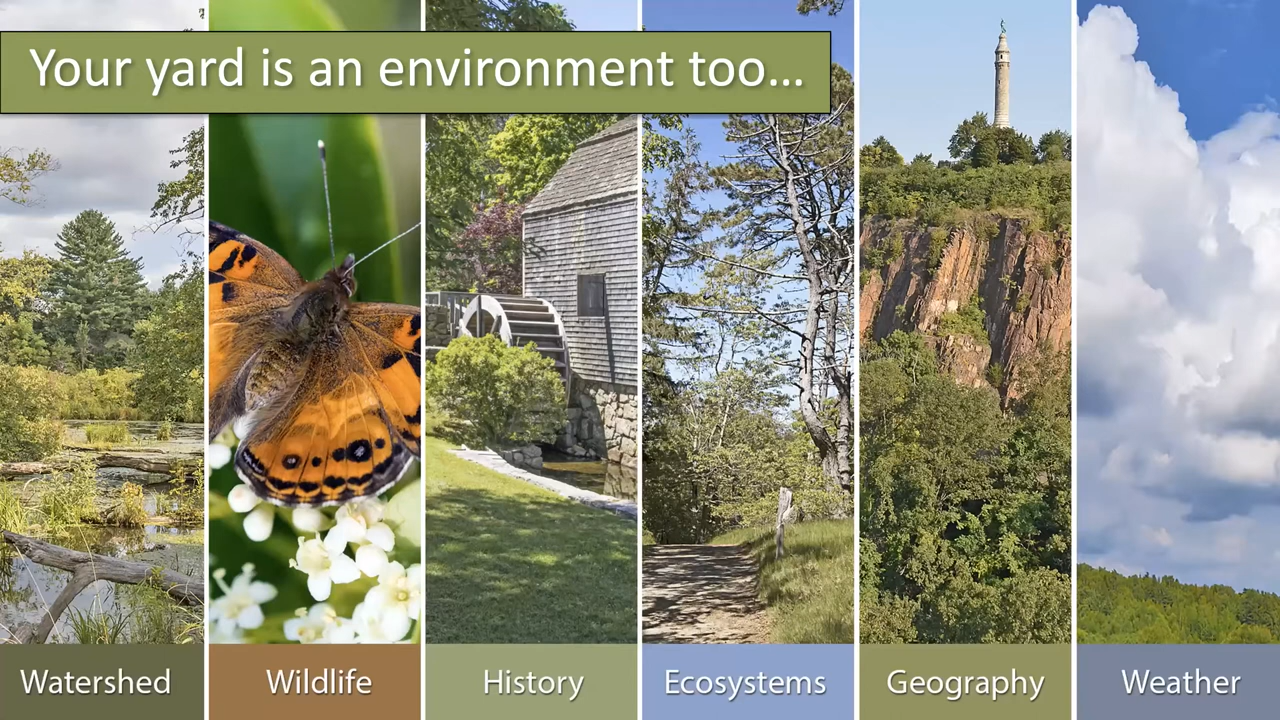 Your yard is an environment too...
Watershed
Wildlife
History
Ecosystems
Geography
Weather